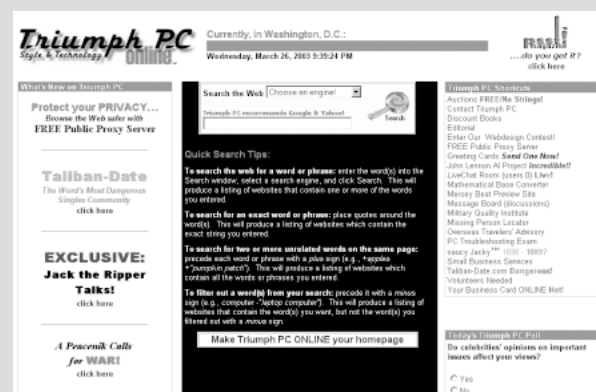 Triumph PC
Style & Technology
online
Currently, in Washington, D.C.:
Wednesday, March 26, 2003 9:39:24 PM
....do you get it?
click here
What's New on Triumph PC
Protect your PRIVACY...
Browse the Web safer with
FREE Public Proxy Server
Taliban-Date
The Word's Most Dangerous
Singles Community
click here
EXCLUSIVE:
Jack the Ripper
Talks!
click here
A Peacenik Calls
for WAR!
click here
Search the Web Choose an engine!
Triumph PC recommends Google & Yahoo!
Search
Quick Search Tips:
To search the web for a word or phrase: enter the word(s) into the
Search window, select a search engine, and click Search. This will
produce a listing of websites that contain one or more of the words
you entered.
To search for an exact word or phrase: place quotes around the
word(s). This will produce a listing of websites which contain the
exact string you entered.
To search for two or more unrelated words on the same page:
precede each word or phrase with a plus sign (e.g., +apples
+"pumpkin patch"). This will produce a listing of websites which
contain all the words or phrases you entered.
To filter out a word(s) from your search: precede it with a minus
sign (e.g., computer -"laptop computer"). This will produce a listing of
websites that contain the word(s) you want, but not the word(s) you
filtered out with a minus sign.
Make Triumph PC ONLINE your homepage
Triumph PC Shortcuts
Auctions FREE/No Strings!
Contact Triumph PC
Discount Books
Editorial
Enter Our Webdesign Contest!
FREE Public Proxy Server
Greeting Cards Send One Now!
John Lennon AI Project Incredible!!
LiveChat Room (users 0) Live!
Mathematical Base Converter
Mersey Beat Preview Site
Message Board (discussions)
Military Quality Institute
Missing Person Locator
Overseas Travelers' Advisory
PC Troubleshooting Exam
saucy Jacky™ 1838 - 1889?
Small Business Services
Taliban-Date.com Dangerous!
Volunteers Needed
Your Business Card ONLINE Hot!
Today's Triumph PC Poll
Do celebrities' opinions on important
issues affect your views?
Yes
No